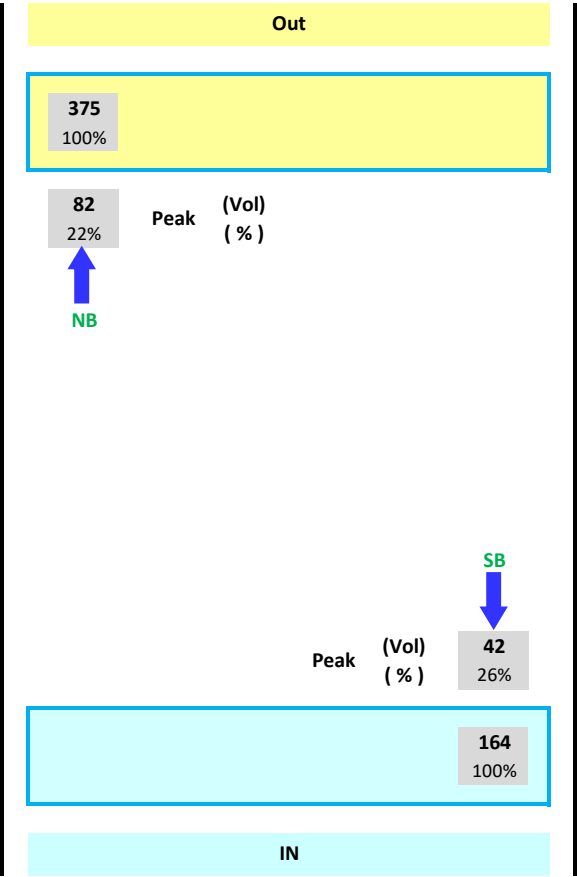 Out
375
100%
82
22%
Peak
(Vol)
( % )
NB
SB
Peak
(Vol)
( % )
42
26%
164
100%
IN